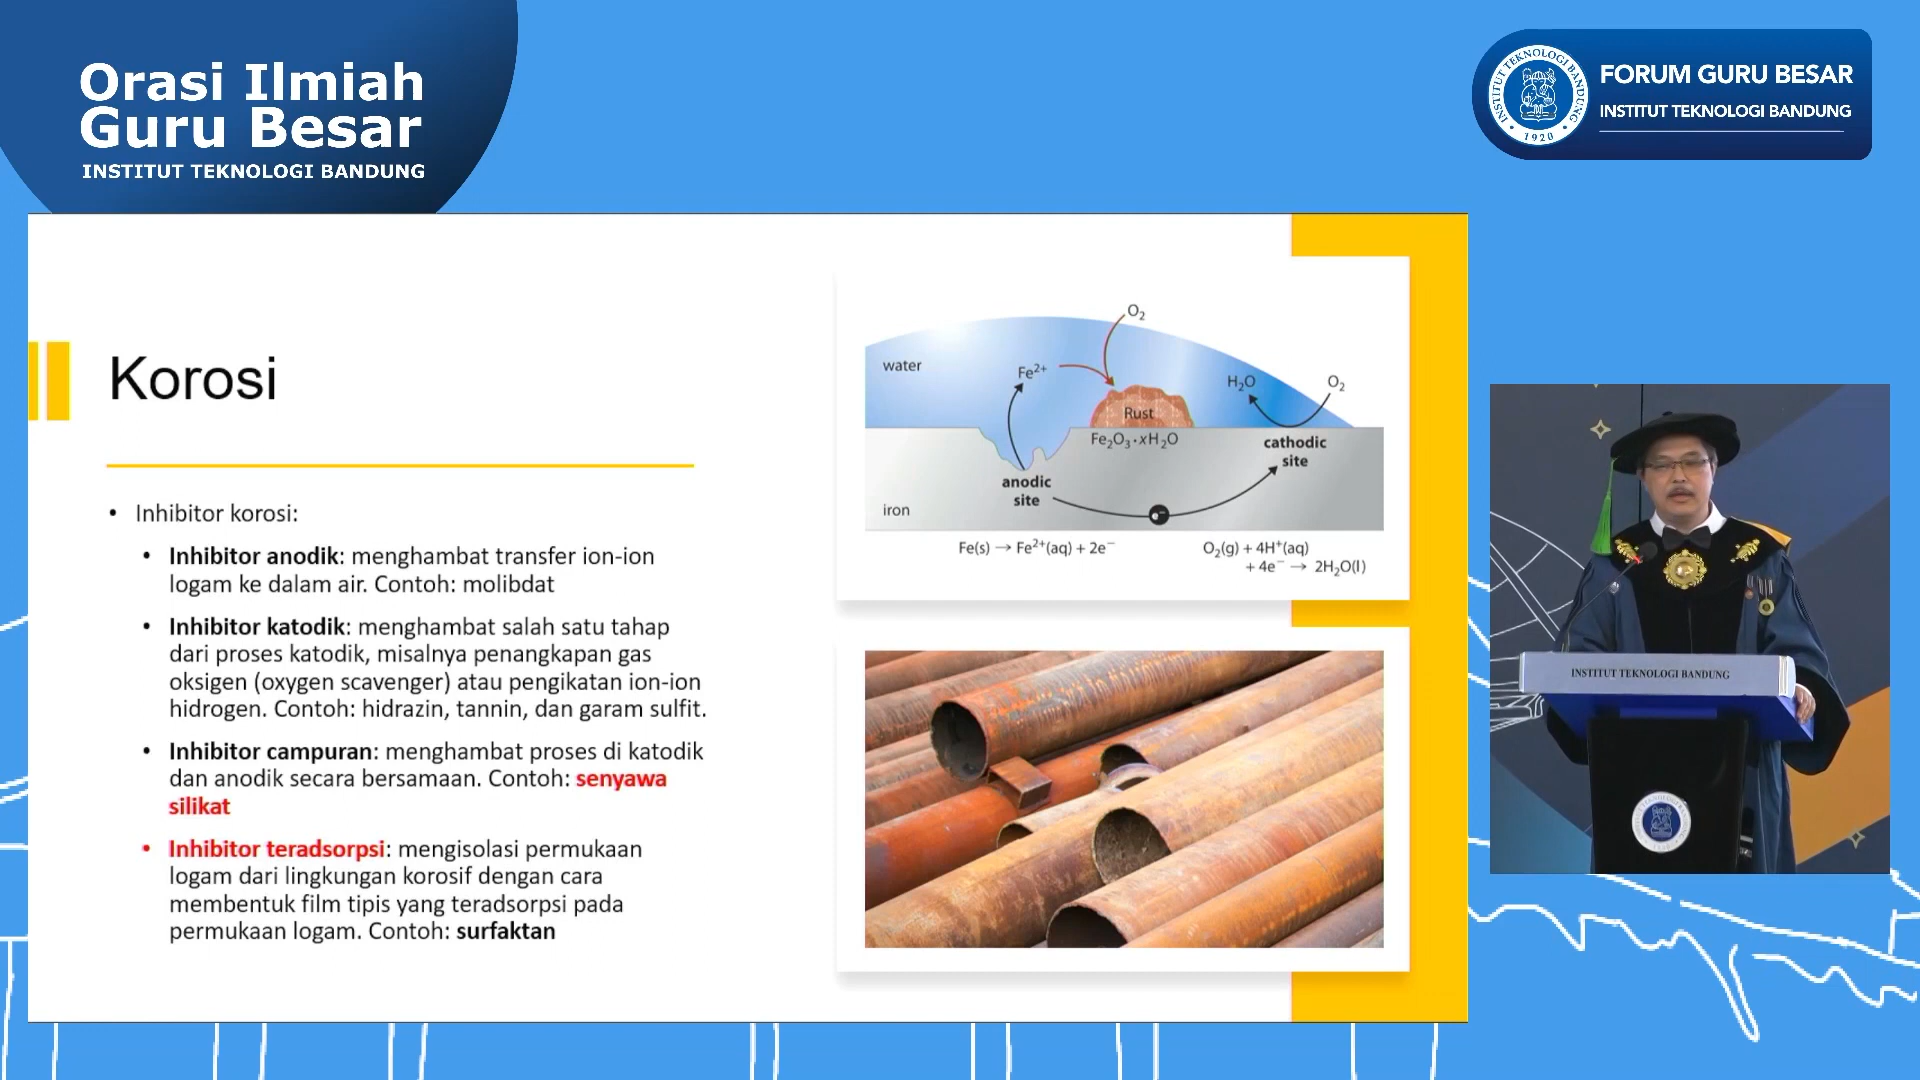 Orasi Ilmiah
Guru Besar
INSTITUT TEKNOLOGI BANDUNG
INSTITUT TEKNOLOGI BANDUNG
1920
FORUM GURU BESAR
INSTITUT TEKNOLOGI BANDUNG
Korosi
• Inhibitor korosi:
• Inhibitor anodik: menghambat transfer ion-ion
logam ke dalam air. Contoh: molibdat
• Inhibitor katodik: menghambat salah satu tahap
dari proses katodik, misalnya penangkapan gas
oksigen (oxygen scavenger) atau pengikatan ion-ion
hidrogen. Contoh: hidrazin, tannin, dan garam sulfit.
• Inhibitor campuran: menghambat proses di katodik
dan anodik secara bersamaan. Contoh: senyawa
silikat
• Inhibitor teradsorpsi: mengisolasi permukaan
logam dari lingkungan korosif dengan cara
membentuk film tipis yang teradsorpsi pada
permukaan logam. Contoh: surfaktan
O₂
water
Fe²⁺
H₂O
O₂
Rust
Fe₂O₃·xH₂O
cathodic
site
anodic
site
iron
e⁻
Fe(s) → Fe²⁺(aq) + 2e⁻
O₂(g) + 4H⁺(aq)
+ 4e⁻ → 2H₂O(l)
INSTITUT TEKNOLOGI BANDUNG